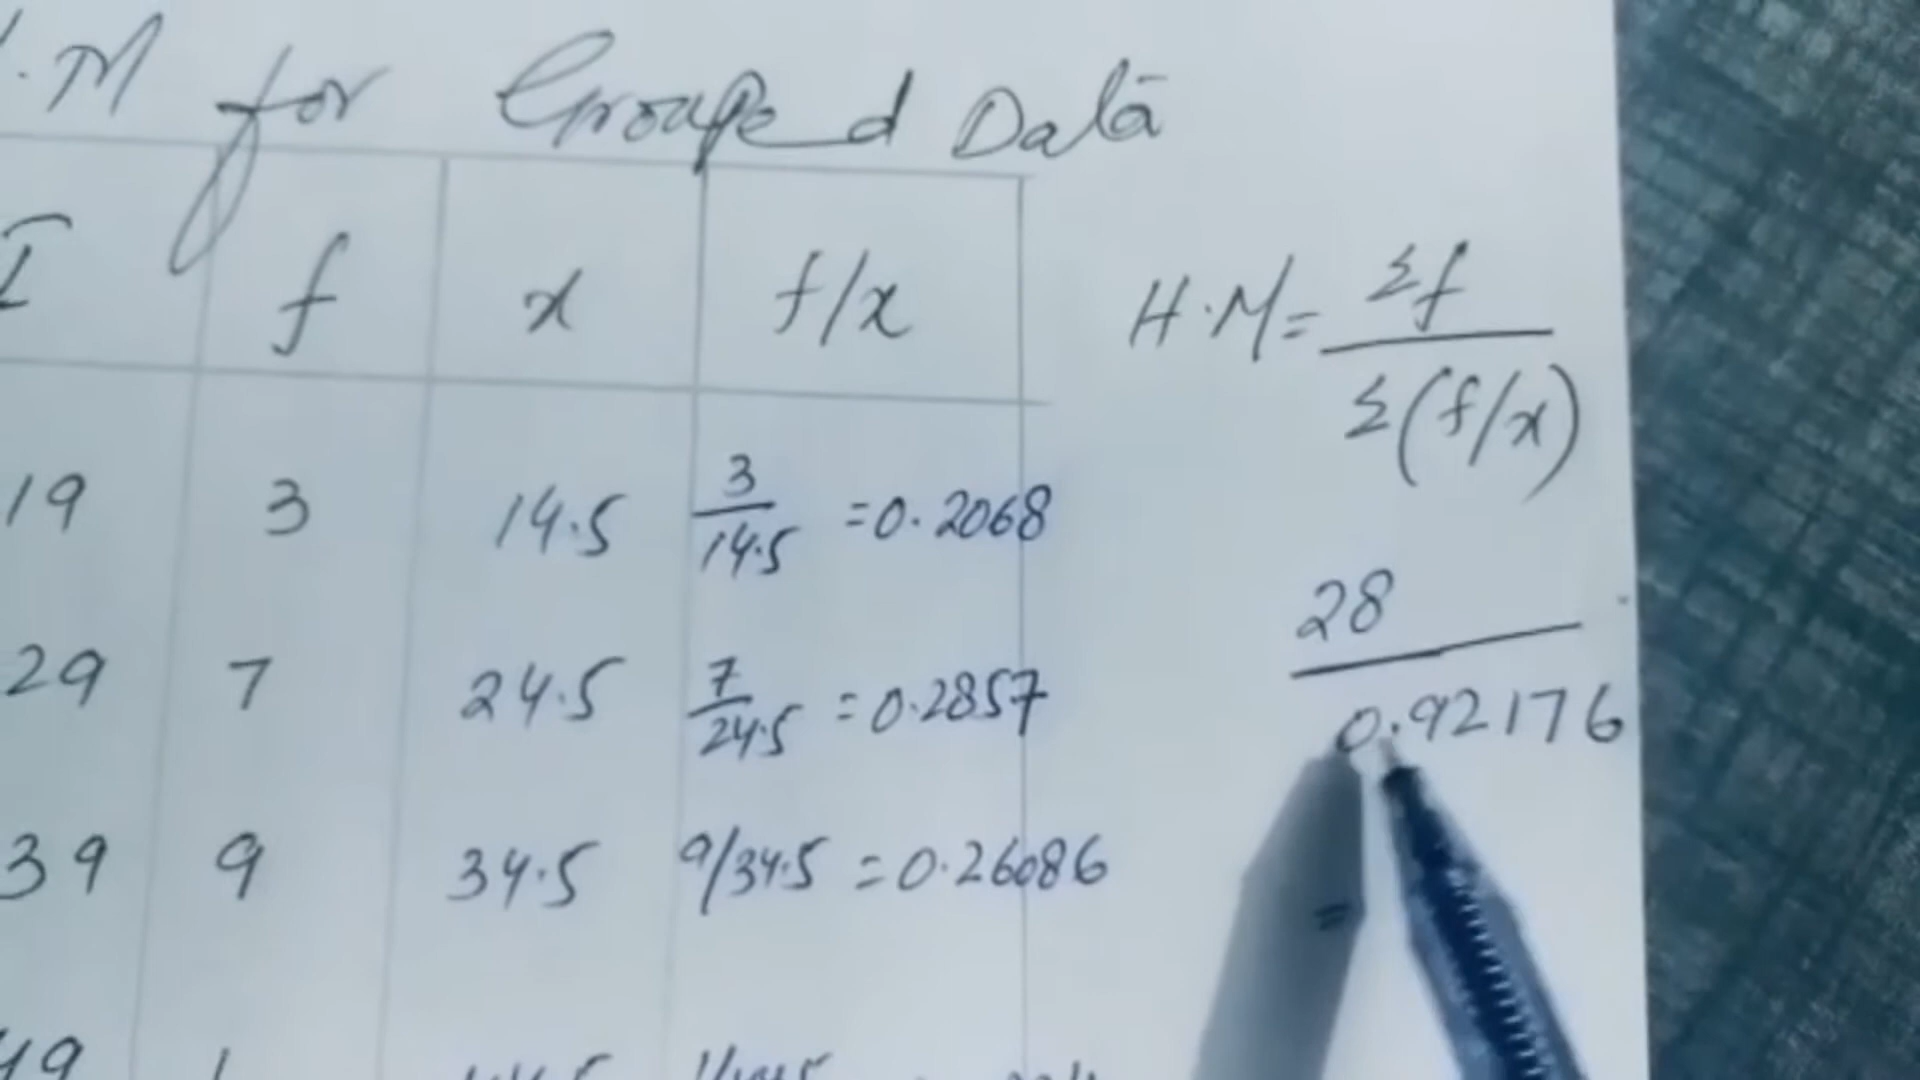 .M for Grouped Data
I f x f/x
H.M = Σf / Σ(f/x)
19 3 14.5 3/14.5 = 0.2068
28 / 0.92176
29 7 24.5 7/24.5 = 0.2857
39 9 34.5 9/34.5 = 0.26086
=